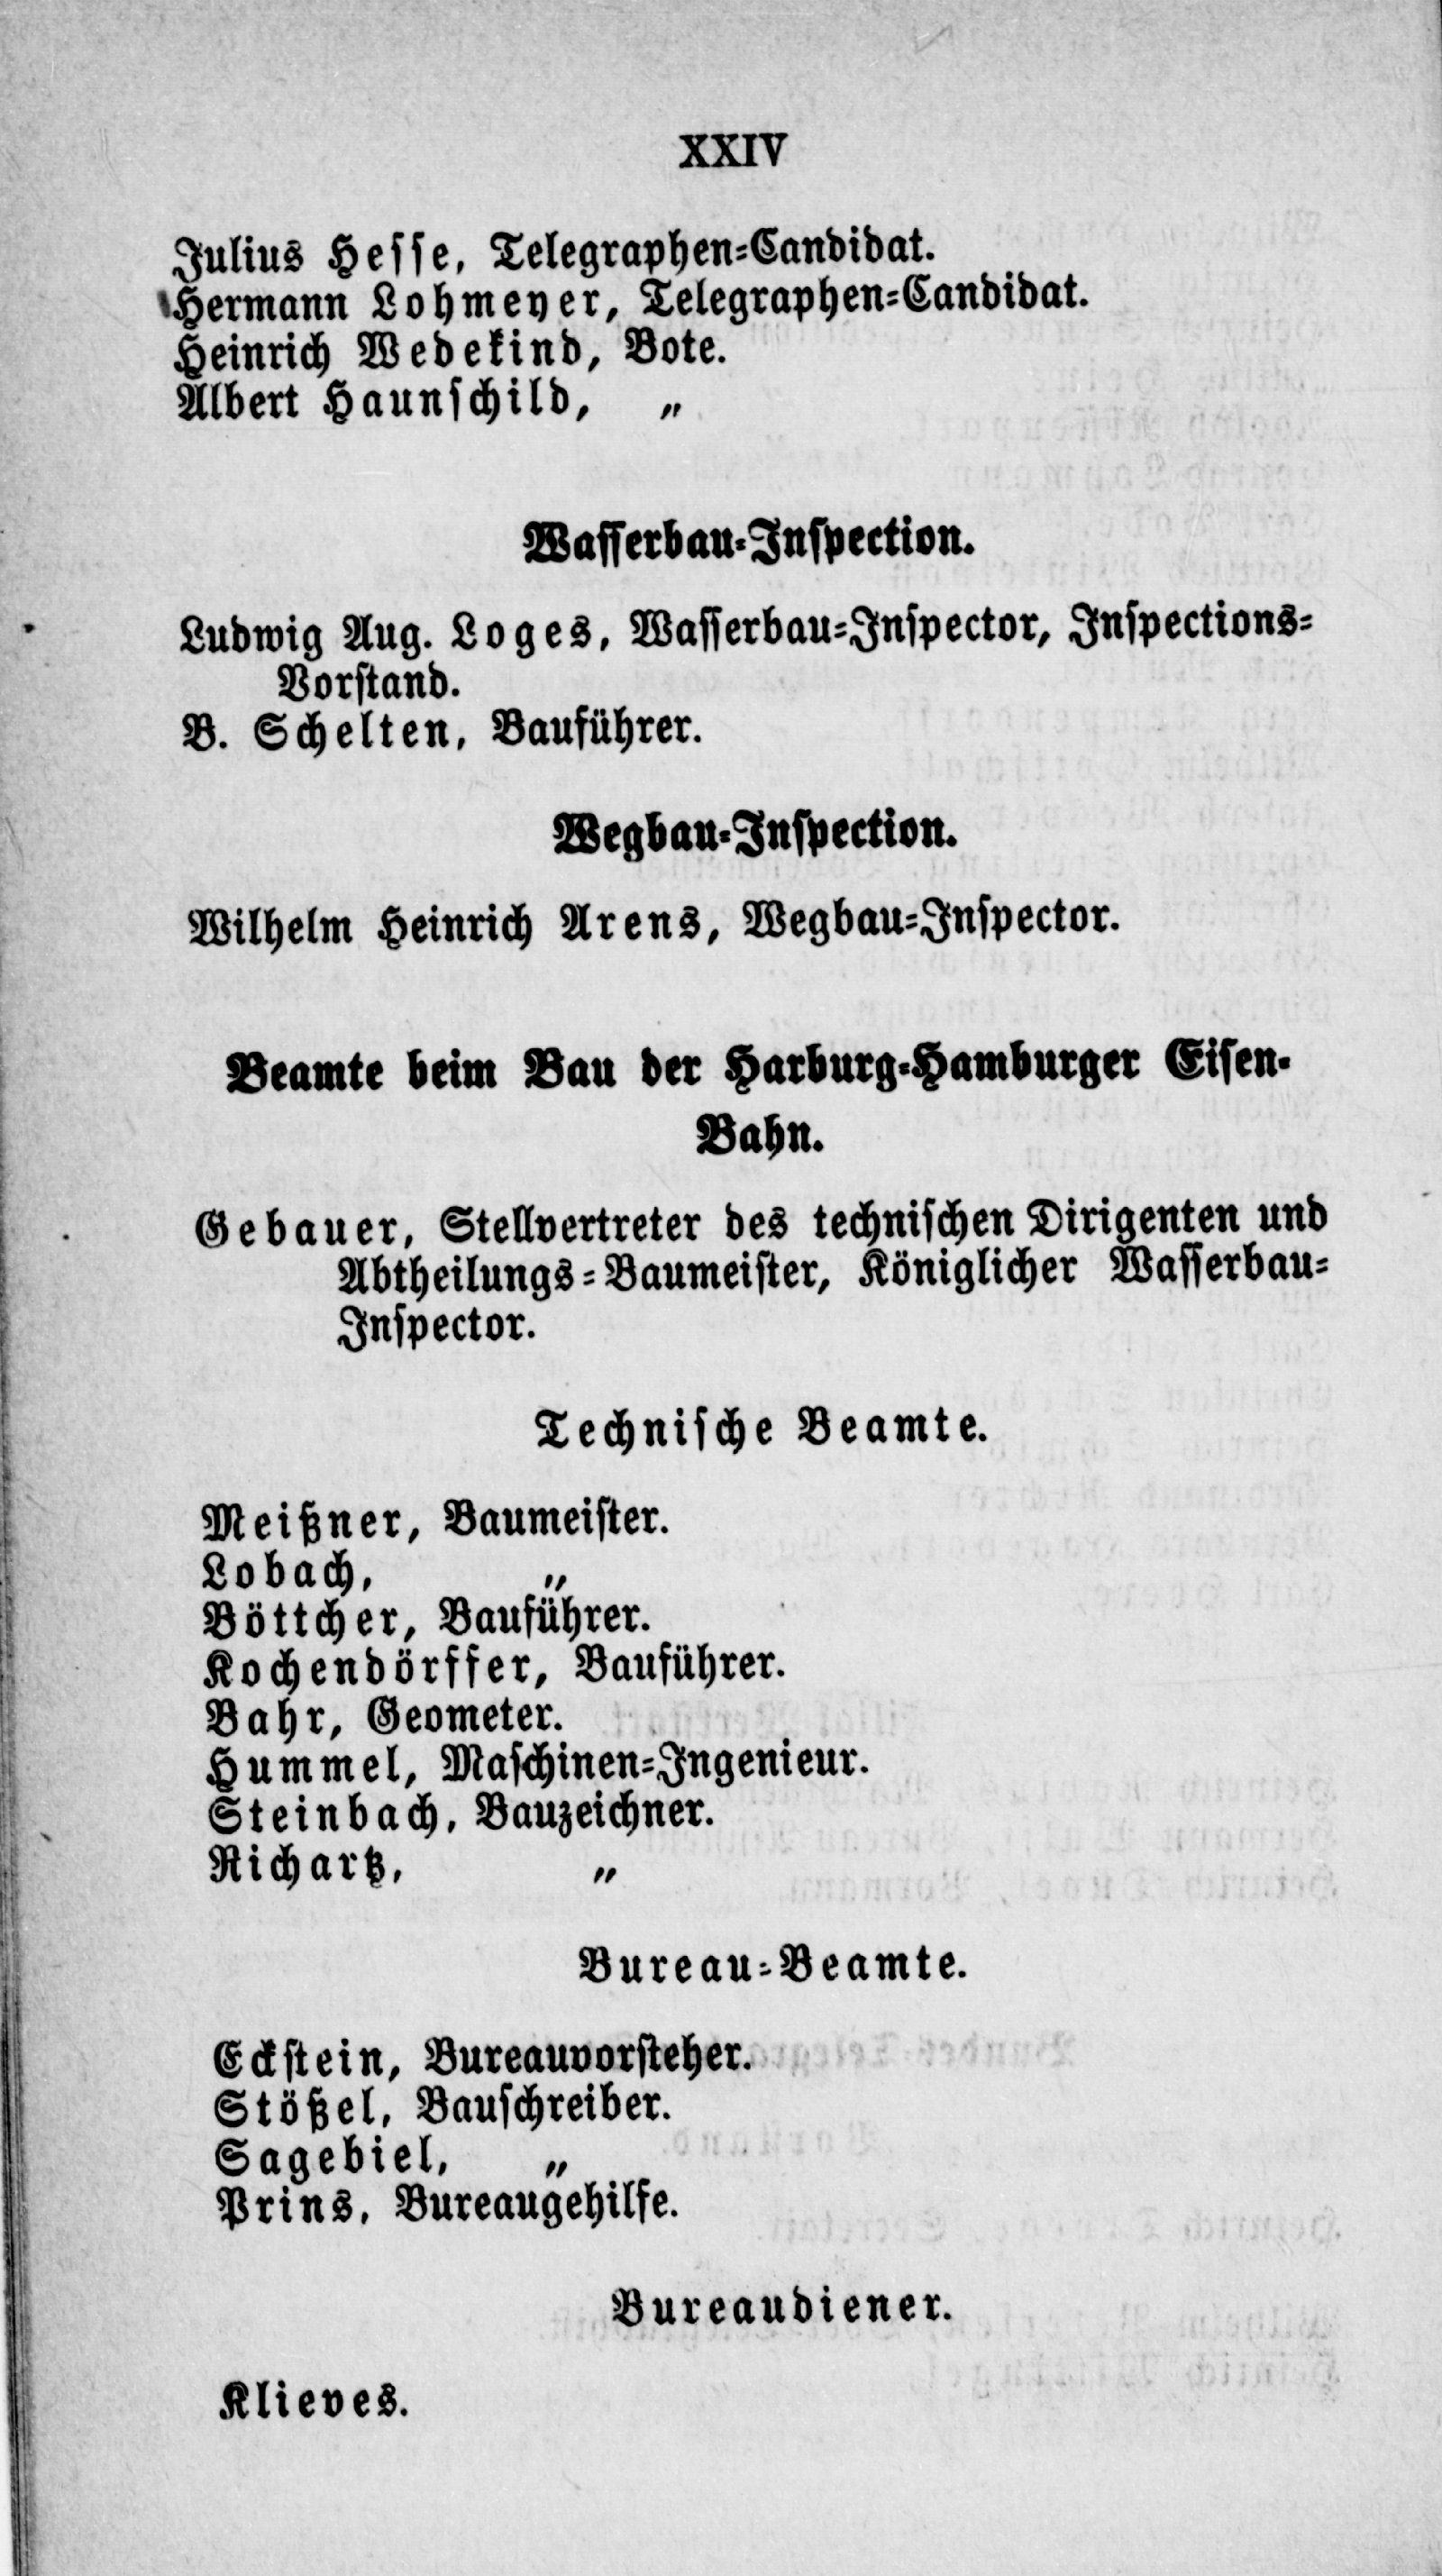 XXIV
Julius Hesse, Telegraphen=Candidat.
Hermann Lohmeyer, Telegraphen=Candidat.
Heinrich Wedekind, Bote.
Albert Haunschild, „
Wasserbau=Inspection.
Ludwig Aug. Loges, Wasserbau=Inspector, Inspections=
Vorstand.
B. Schelten, Bauführer.
Wegbau=Inspection.
Wilhelm Heinrich Arens, Wegbau=Inspector.
Beamte beim Bau der Harburg=Hamburger Eisen=
Bahn.
Gebauer, Stellvertreter des technischen Dirigenten und
Abtheilungs=Baumeister, Königlicher Wasserbau=
Inspector.
Technische Beamte.
Meißner, Baumeister.
Lobach, „
Böttcher, Bauführer.
Kochendörffer, Bauführer.
Bahr, Geometer.
Hummel, Maschinen=Ingenieur.
Steinbach, Bauzeichner.
Richartz, „
Bureau=Beamte.
Eckstein, Bureauvorsteher.
Stößel, Bauschreiber.
Sagebiel, „
Prins, Bureaugehilfe.
Bureaudiener.
Klieves.